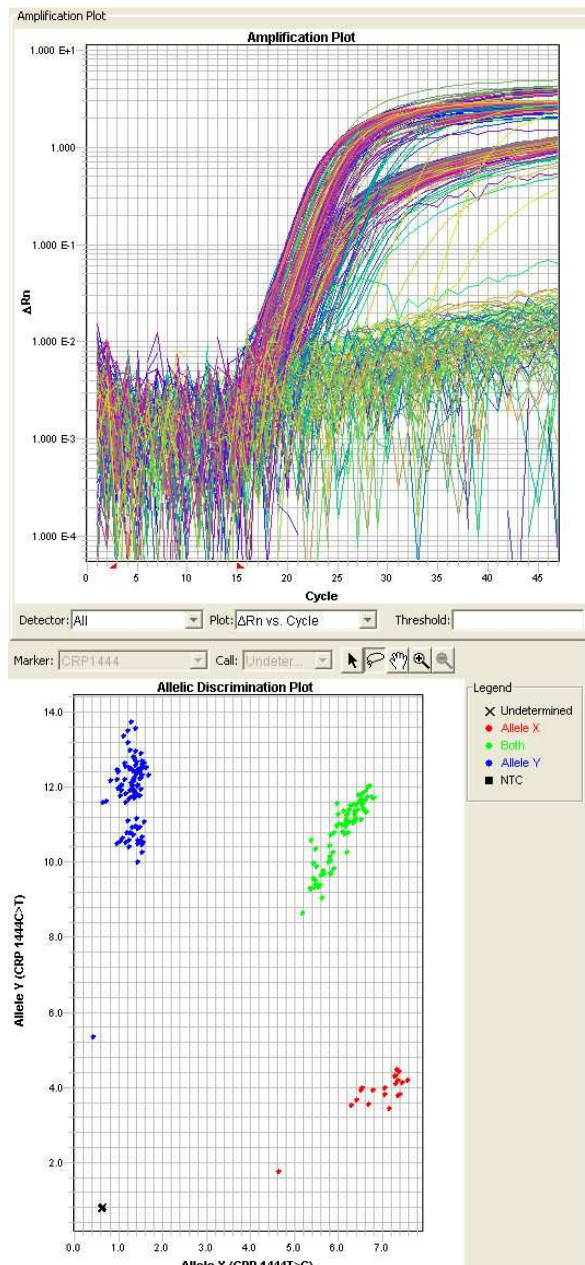 Amplification Plot
Amplification Plot
1.000 E+1
1.000
1.000 E-1
1.000 E-2
1.000 E-3
1.000 E-4
ΔRn
0 5 10 15 20 25 30 35 40 45
Cycle
Detector: All Plot: ΔRn vs. Cycle Threshold:
Marker: CRP1444 Call: Undeter...
Allelic Discrimination Plot
14.0
12.0
10.0
8.0
6.0
4.0
2.0
Allele Y (CRP 1444C>T)
0.0 1.0 2.0 3.0 4.0 5.0 6.0 7.0
Allele X (CRP 1444T>C)
Legend
Undetermined
Allele X
Both
Allele Y
NTC